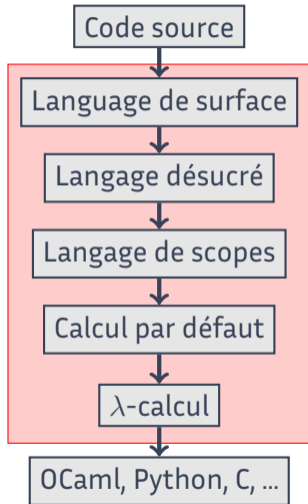 Code source
Language de surface
Langage désucré
Langage de scopes
Calcul par défaut
λ-calcul
OCaml, Python, C, ...